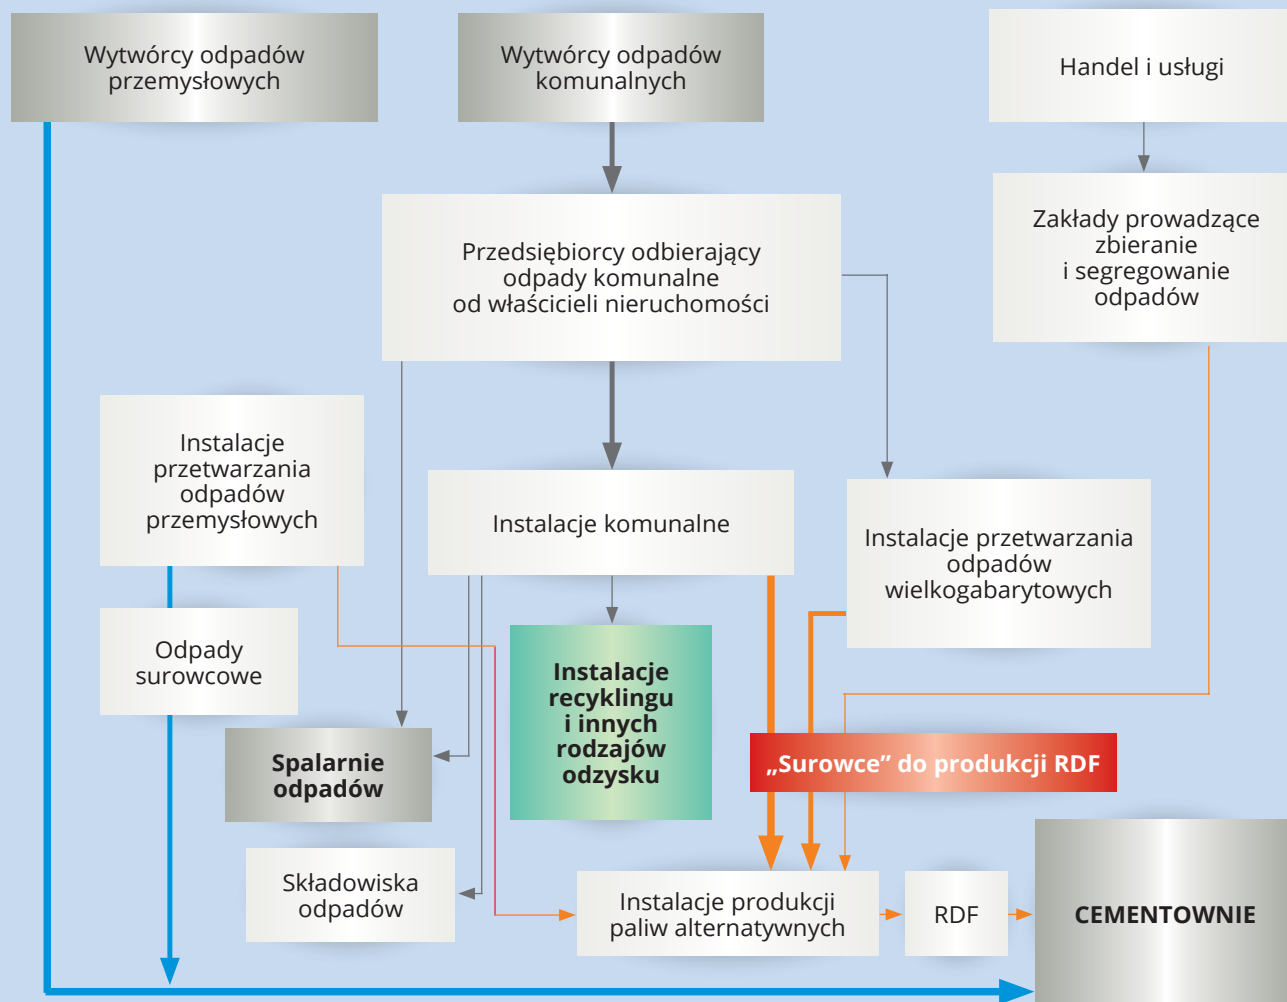 Wytwórcy odpadów
przemysłowych
Wytwórcy odpadów
komunalnych
Handel i usługi
Przedsiębiorcy odbierający
odpady komunalne
od właścicieli nieruchomości
Zakłady prowadzące
zbieranie
i segregowanie
odpadów
Instalacje
przetwarzania
odpadów
przemysłowych
Instalacje komunalne
Instalacje przetwarzania
odpadów
wielkogabarytowych
Odpady
surowcowe
Instalacje
recyklingu
i innych
rodzajów
odzysku
Spalarnie
odpadów
„Surowce” do produkcji RDF
Składowiska
odpadów
Instalacje produkcji
paliw alternatywnych
RDF
CEMENTOWNIE